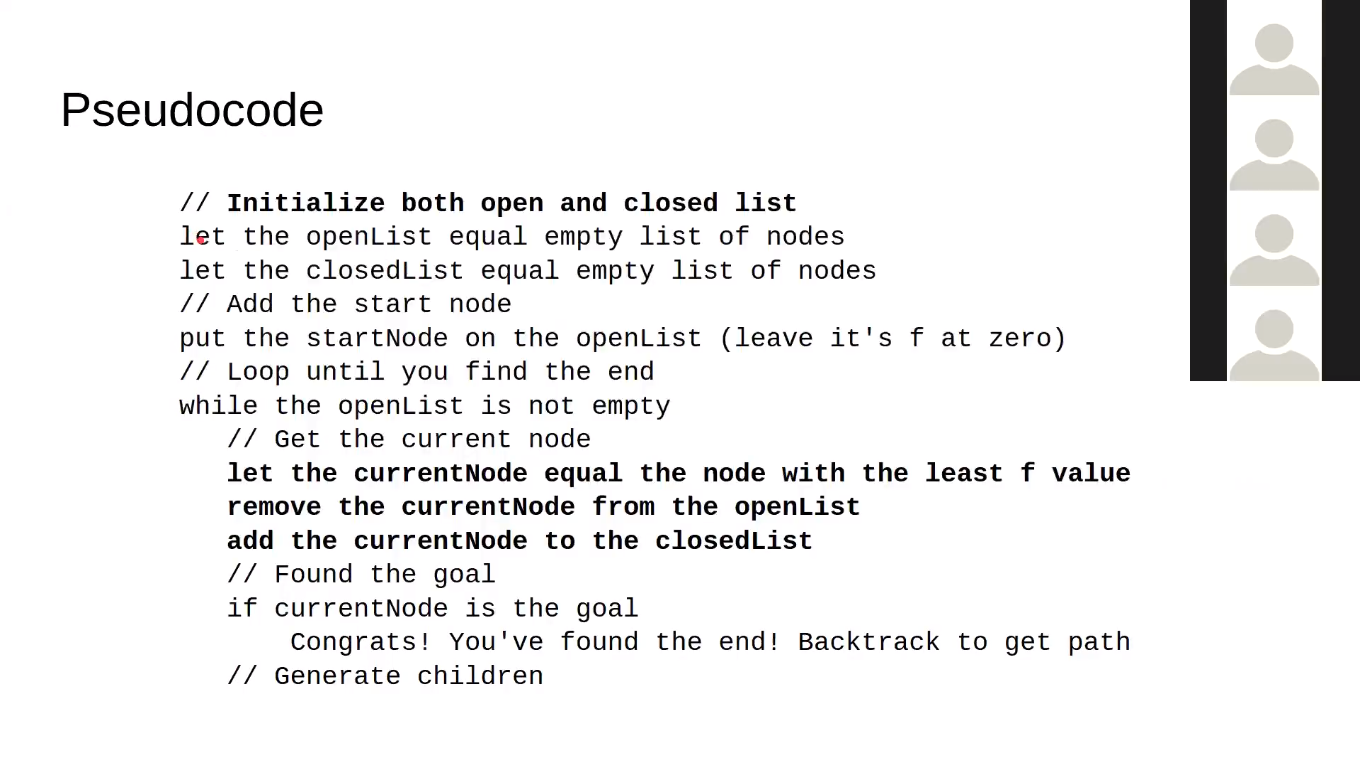 Pseudocode
// Initialize both open and closed list
let the openList equal empty list of nodes
let the closedList equal empty list of nodes
// Add the start node
put the startNode on the openList (leave it's f at zero)
// Loop until you find the end
while the openList is not empty
// Get the current node
let the currentNode equal the node with the least f value
remove the currentNode from the openList
add the currentNode to the closedList
// Found the goal
if currentNode is the goal
Congrats! You've found the end! Backtrack to get path
// Generate children